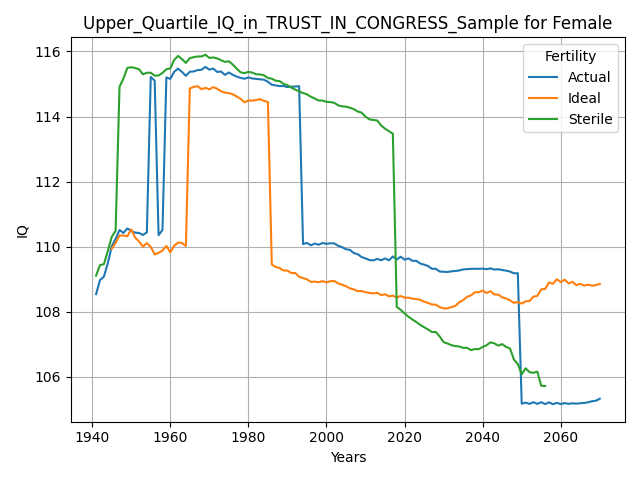 Upper_Quartile_IQ_in_TRUST_IN_CONGRESS_Sample for Female
Fertility
Actual
Ideal
Sterile
IQ
116
114
112
110
108
106
1940 1960 1980 2000 2020 2040 2060
Years